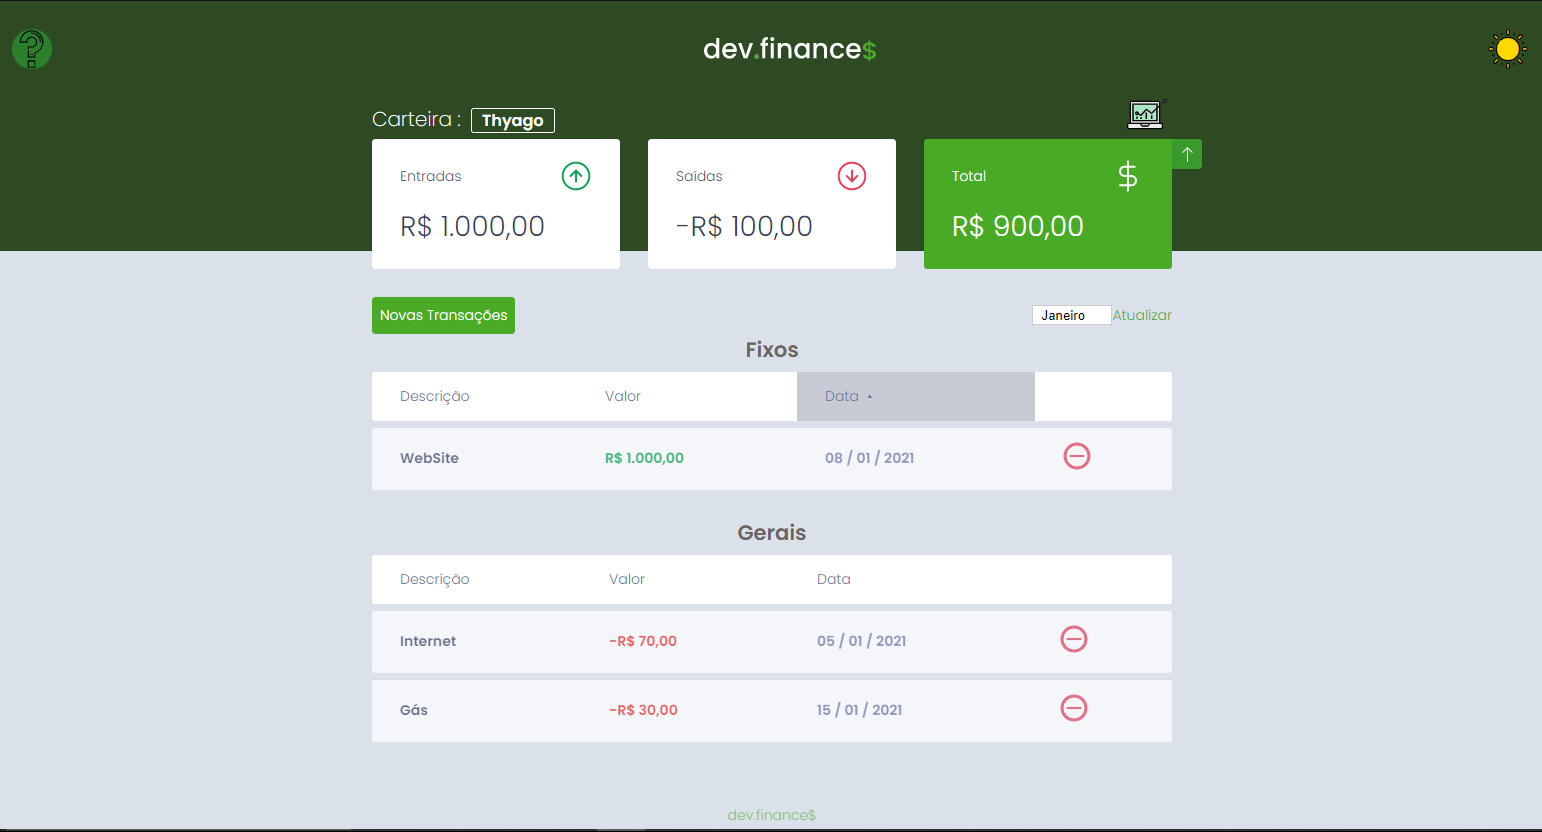 dev.finance$
Carteira : Thyago
Entradas
R$ 1.000,00
Saídas
-R$ 100,00
Total
$
R$ 900,00
Novas Transações
Janeiro Atualizar
Fixos
Descrição Valor Data
WebSite R$ 1.000,00 08 / 01 / 2021
Gerais
Descrição Valor Data
Internet -R$ 70,00 05 / 01 / 2021
Gás -R$ 30,00 15 / 01 / 2021
dev.finance$